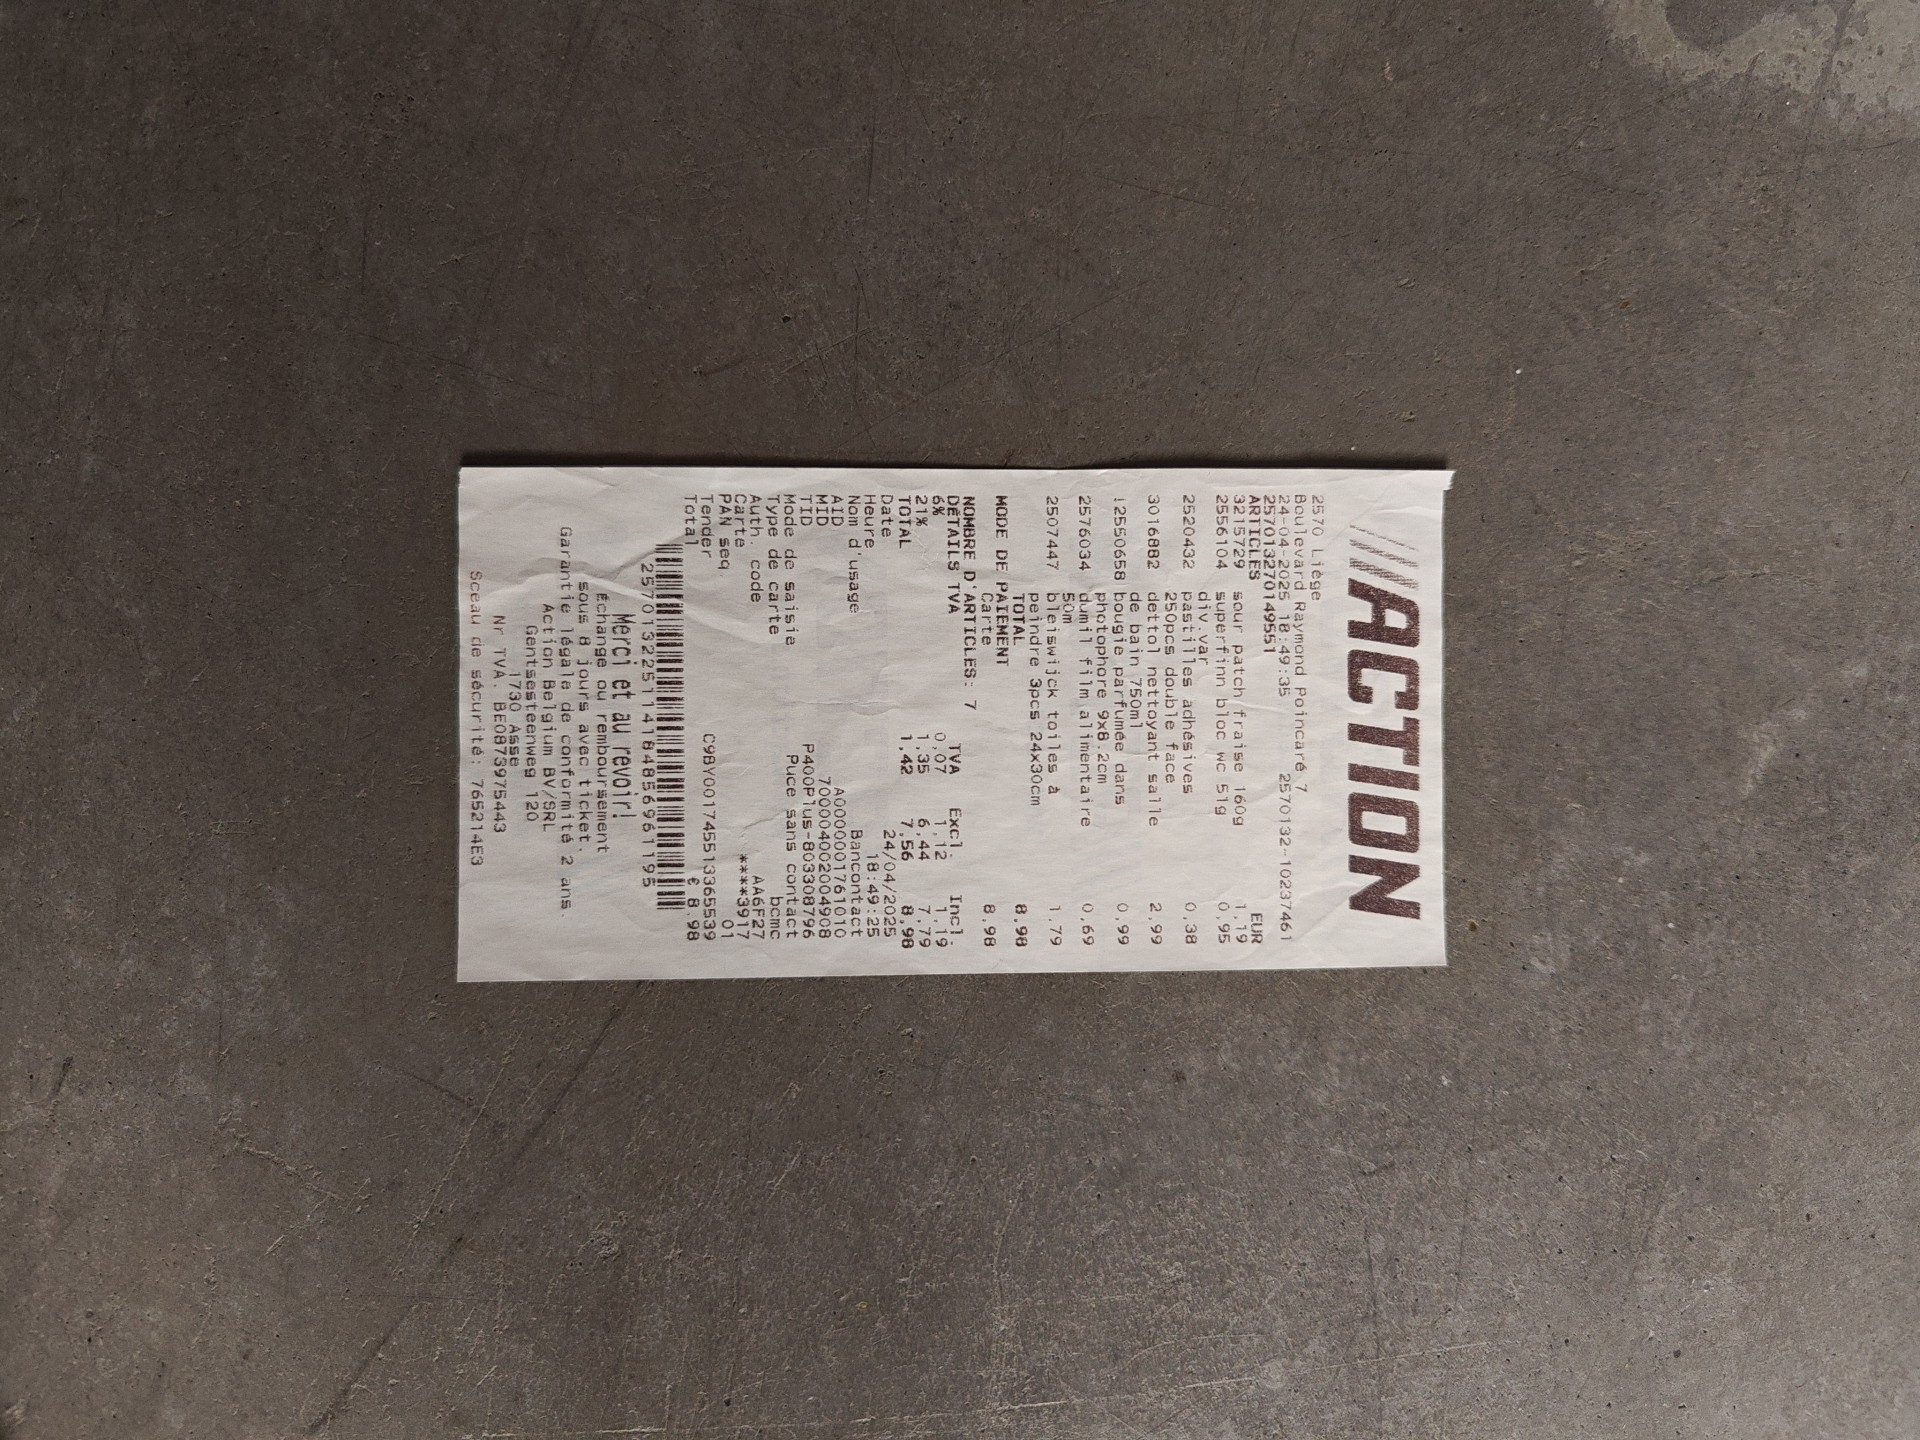 ACTION
2570 Liège
Boulevard Raymond Poincaré 7
24-04-2025 18:49:35 2570132-10237461
257013270149551
ARTICLES EUR
3215729 sour patch fraise 160g 1,19
2556104 superfinn bloc wc 51g 0,95
div.var
2520432 pastilles adhésives 0,38
250pcs double face
3016882 dettol nettoyant salle 2,99
de bain 750ml
!2550658 bougie parfumée dans 0,99
photophore 9x8.2cm
2576034 dumil film alimentaire 0,69
50m
2507447 bleiswijck toiles à 1,79
peindre 3pcs 24x30cm
TOTAL 8,98
MODE DE PAIEMENT
Carte 8,98
NOMBRE D'ARTICLES: 7
DÉTAILS TVA TVA Excl. Incl.
6% 0,07 1,12 1,19
21% 1,35 6,44 7,79
TOTAL 1,42 7,56 8,98
Date 24/04/2025
Heure 18:49:25
Nom d'usage Bancontact
AID A0000001761010
MID 70004002004908
TID P400Plus-803308796
Mode de saisie Puce sans contact
Type de carte bcmc
Auth. code AA6F27
Carte ****3917
PAN seq. 01
Tender C9BY001745513365539
Total € 8.98
2570132251141848569611​95
Merci et au revoir!
Échange ou remboursement
sous 8 jours avec ticket.
Garantie légale de conformité 2 ans.
Action Belgium BV/SRL
Gentsesteenweg 120
1730 Asse
Nr TVA. BE0873975443
Sceau de sécurité: 765214E3